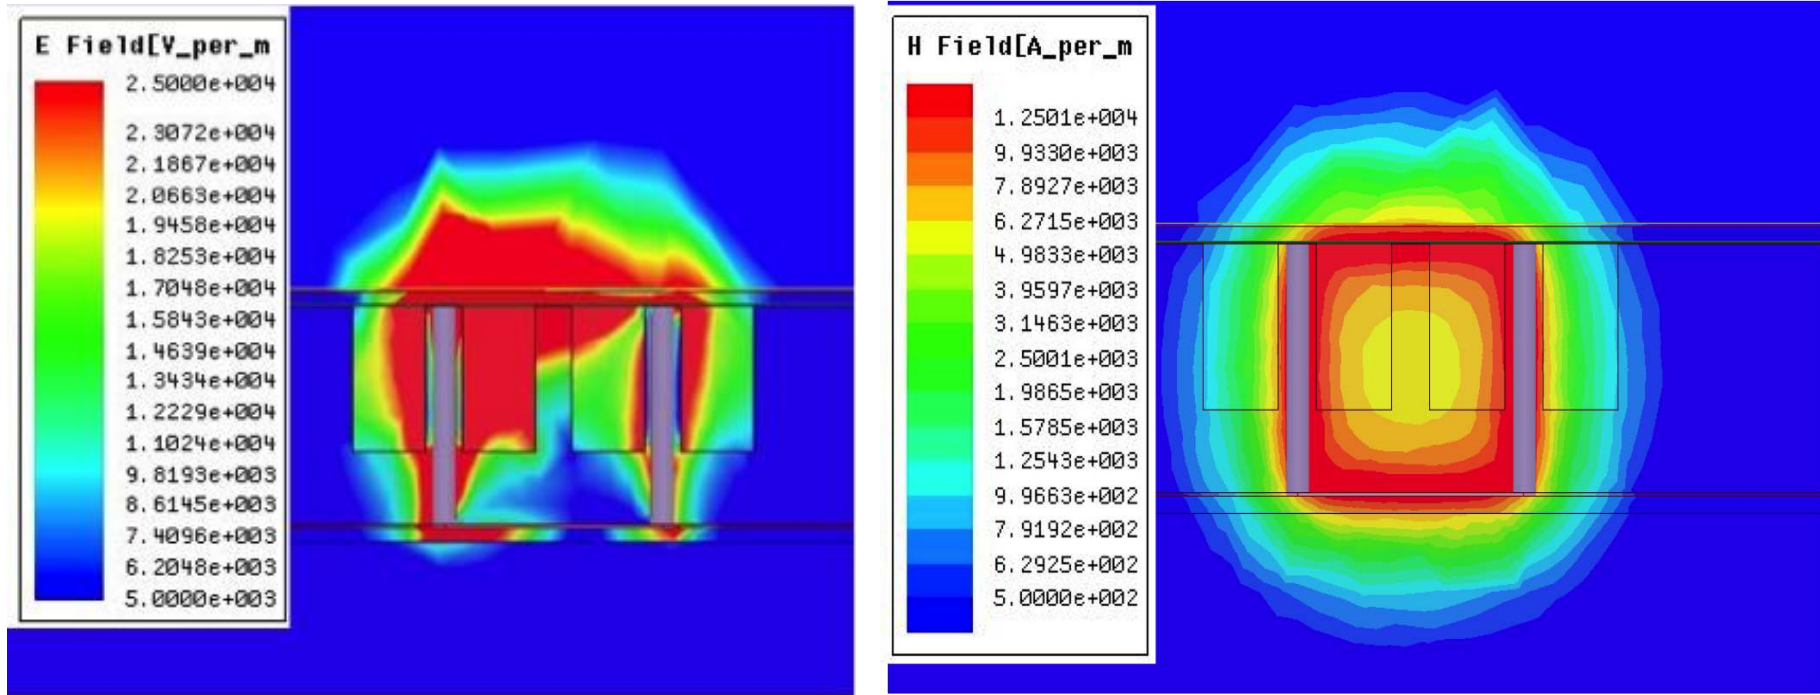 E Field[V_per_m
2.5000e+004
2.3072e+004
2.1867e+004
2.0663e+004
1.9458e+004
1.8253e+004
1.7048e+004
1.5843e+004
1.4639e+004
1.3434e+004
1.2229e+004
1.1024e+004
9.8193e+003
8.6145e+003
7.4096e+003
6.2048e+003
5.0000e+003
H Field[A_per_m
1.2501e+004
9.9330e+003
7.8927e+003
6.2715e+003
4.9833e+003
3.9597e+003
3.1463e+003
2.5001e+003
1.9865e+003
1.5785e+003
1.2543e+003
9.9663e+002
7.9192e+002
6.2925e+002
5.0000e+002